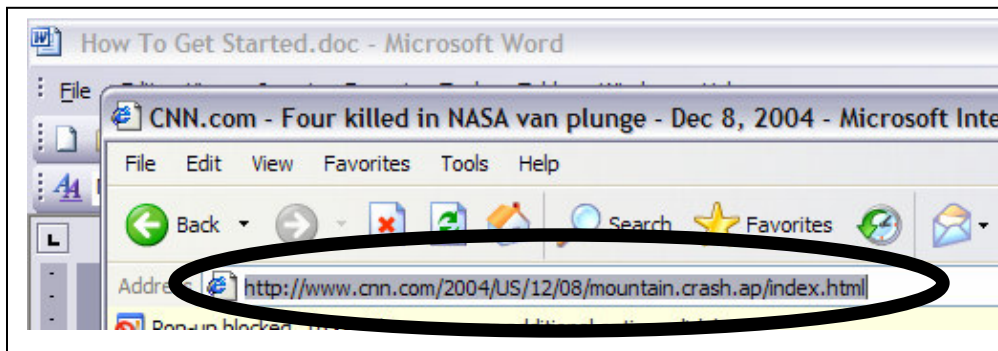 How To Get Started.doc - Microsoft Word
File
CNN.com - Four killed in NASA van plunge - Dec 8, 2004 - Microsoft Inte
File Edit View Favorites Tools Help
Back Search Favorites
Address http://www.cnn.com/2004/US/12/08/mountain.crash.ap/index.html
Pop-up blocked.